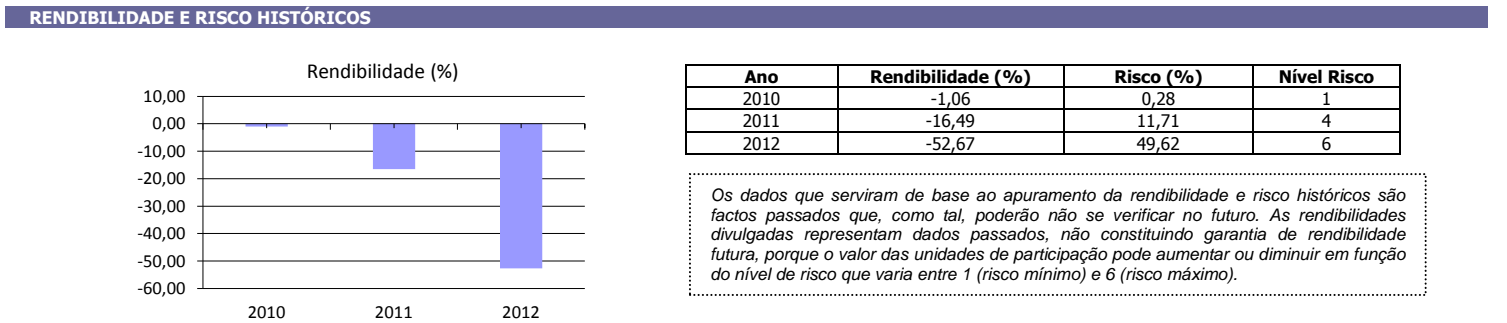 RENDIBILIDADE E RISCO HISTÓRICOS
Rendibilidade (%)
10,00
0,00
-10,00
-20,00
-30,00
-40,00
-50,00
-60,00
2010 2011 2012
Ano Rendibilidade (%) Risco (%) Nível Risco
2010 -1,06 0,28 1
2011 -16,49 11,71 4
2012 -52,67 49,62 6
Os dados que serviram de base ao apuramento da rendibilidade e risco históricos são
factos passados que, como tal, poderão não se verificar no futuro. As rendibilidades
divulgadas representam dados passados, não constituindo garantia de rendibilidade
futura, porque o valor das unidades de participação pode aumentar ou diminuir em função
do nível de risco que varia entre 1 (risco mínimo) e 6 (risco máximo).